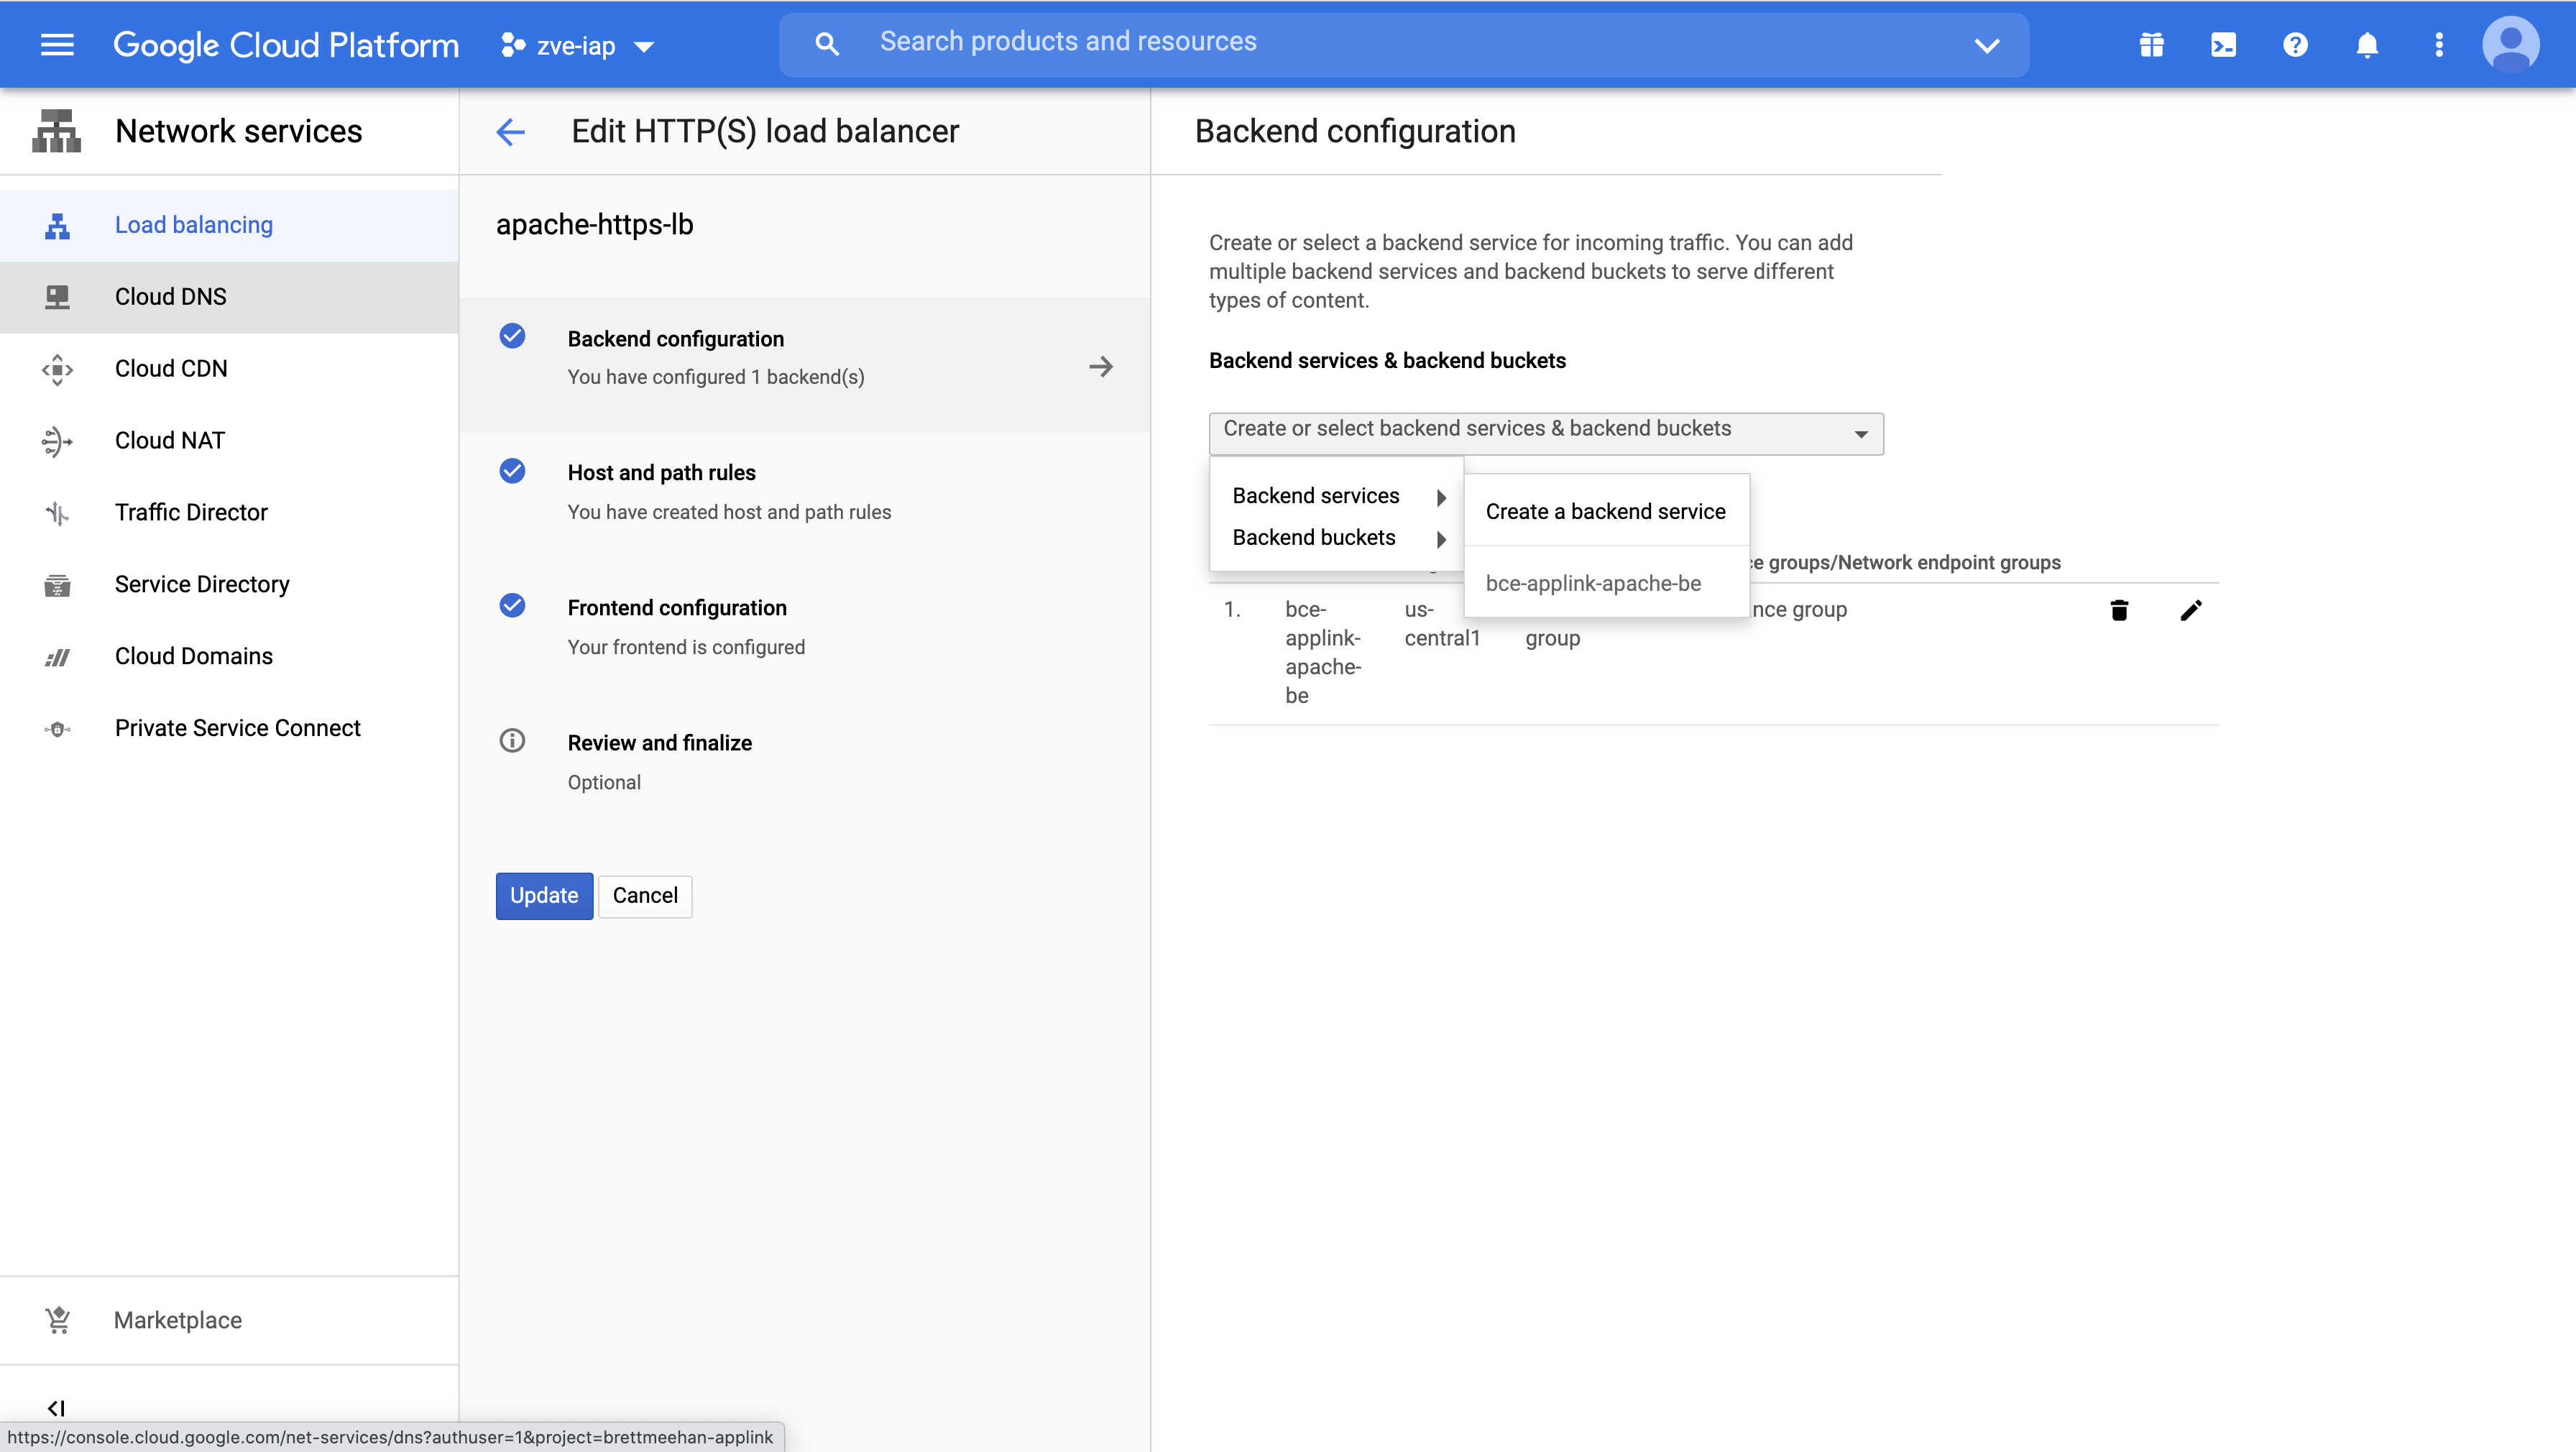 Google Cloud Platform
zve-iap
Search products and resources
Network services
Edit HTTP(S) load balancer
Backend configuration
Load balancing
Cloud DNS
Cloud CDN
Cloud NAT
Traffic Director
Service Directory
Cloud Domains
Private Service Connect
Marketplace
apache-https-lb
Backend configuration
You have configured 1 backend(s)
Host and path rules
You have created host and path rules
Frontend configuration
Your frontend is configured
Review and finalize
Optional
Update
Cancel
Create or select a backend service for incoming traffic. You can add
multiple backend services and backend buckets to serve different
types of content.
Backend services & backend buckets
Create or select backend services & backend buckets
Backend services
Backend buckets
Create a backend service
bce-applink-apache-be
groups/Network endpoint groups
1.
bce-
applink-
apache-
be
us-
central1
group
group
https://console.cloud.google.com/net-services/dns?authuser=1&project=brettmeehan-applink